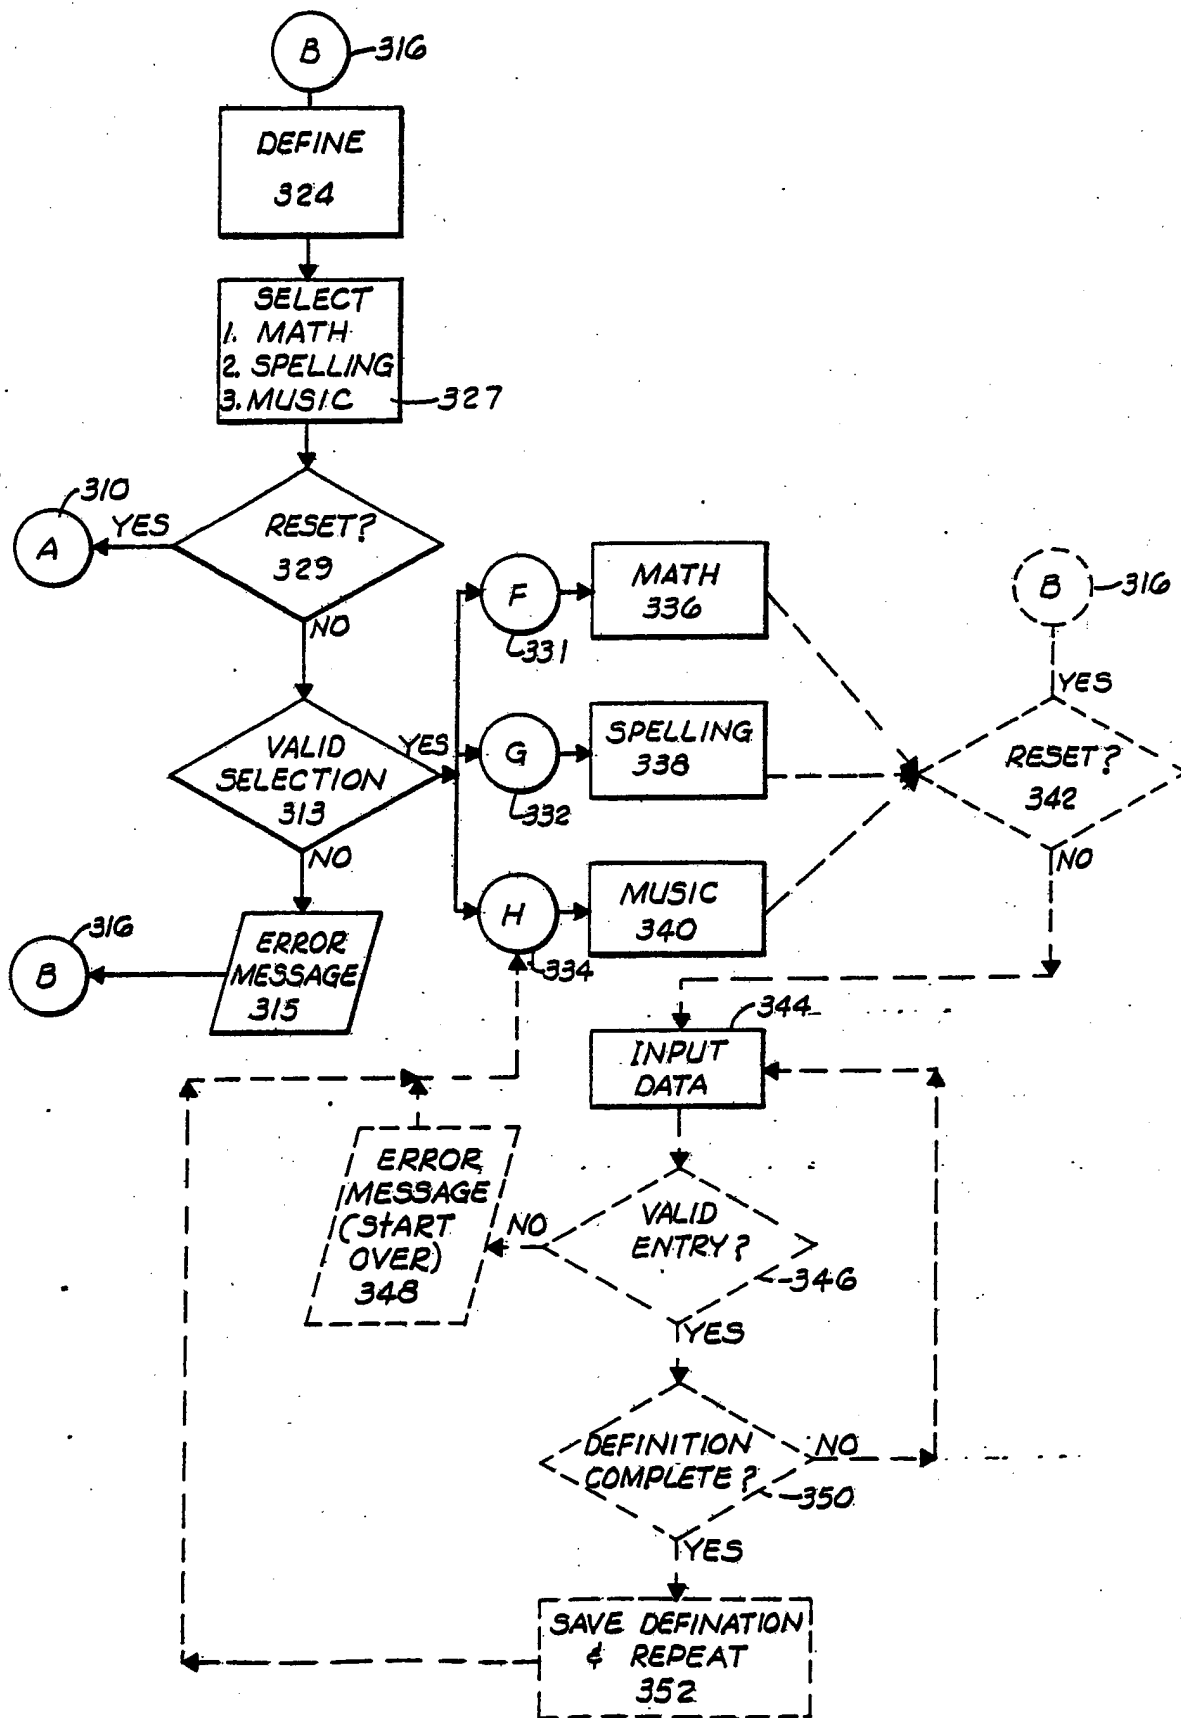 B
316
DEFINE
324
SELECT
1. MATH
2. SPELLING
3. MUSIC
327
310
A
YES
RESET?
329
NO
VALID
SELECTION
313
YES
NO
316
B
ERROR
MESSAGE
315
F
331
MATH
336
G
332
SPELLING
338
H
334
MUSIC
340
B
316
YES
RESET?
342
NO
344
INPUT
DATA
VALID
ENTRY?
346
NO
ERROR
MESSAGE
(START
OVER)
348
YES
DEFINITION
COMPLETE?
350
NO
YES
SAVE DEFINATION
& REPEAT
352